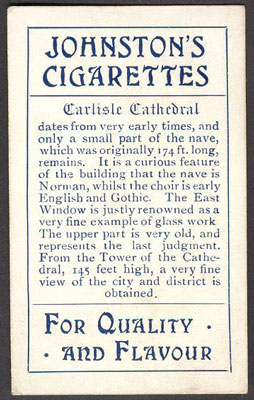 JOHNSTON'S
CIGARETTES
Carlisle Cathedral
dates from very early times, and
only a small part of the nave,
which was originally 174 ft. long,
remains. It is a curious feature
of the building that the nave is
Norman, whilst the choir is early
English and Gothic. The East
Window is justly renowned as a
very fine example of glass work
The upper part is very old, and
represents the last judgment.
From the Tower of the Cathe-
dral, 145 feet high, a very fine
view of the city and district is
obtained.
FOR QUALITY ·
· AND FLAVOUR